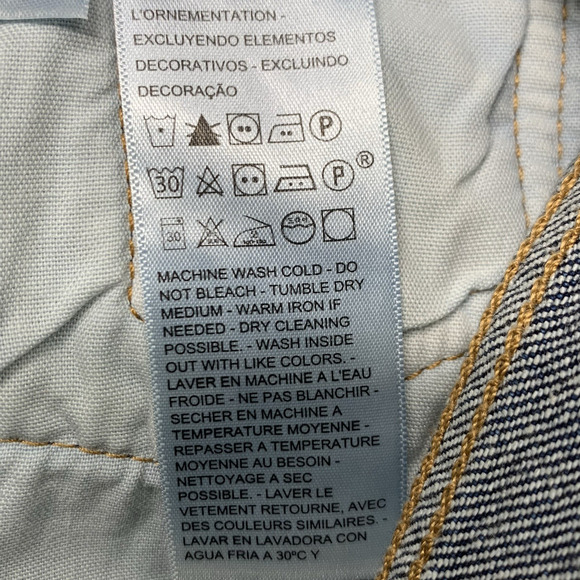 L'ORNEMENTATION -
EXCLUYENDO ELEMENTOS
DECORATIVOS - EXCLUINDO
DECORAÇÃO
P
30 P ®
30
MACHINE WASH COLD - DO
NOT BLEACH - TUMBLE DRY
MEDIUM - WARM IRON IF
NEEDED - DRY CLEANING
POSSIBLE. - WASH INSIDE
OUT WITH LIKE COLORS. -
LAVER EN MACHINE A L'EAU
FROIDE - NE PAS BLANCHIR -
SECHER EN MACHINE A
TEMPERATURE MOYENNE -
REPASSER A TEMPERATURE
MOYENNE AU BESOIN -
NETTOYAGE A SEC
POSSIBLE. - LAVER LE
VETEMENT RETOURNE, AVEC
DES COULEURS SIMILAIRES. -
LAVAR EN LAVADORA CON
AGUA FRIA A 30ºC Y